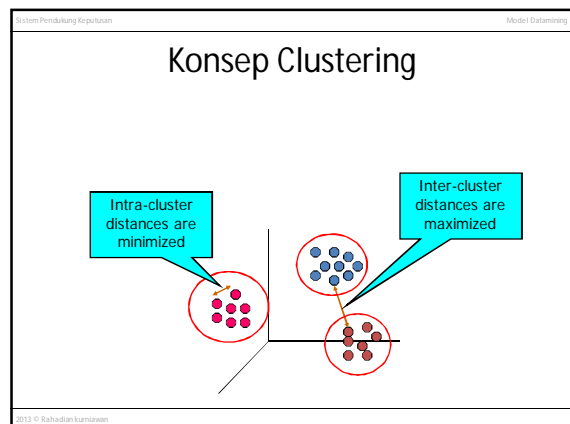 Sistem Pendukung Keputusan
Model Datamining
Konsep Clustering
Intra-cluster
distances are
minimized
Inter-cluster
distances are
maximized
2013 © Rahadian kurniawan